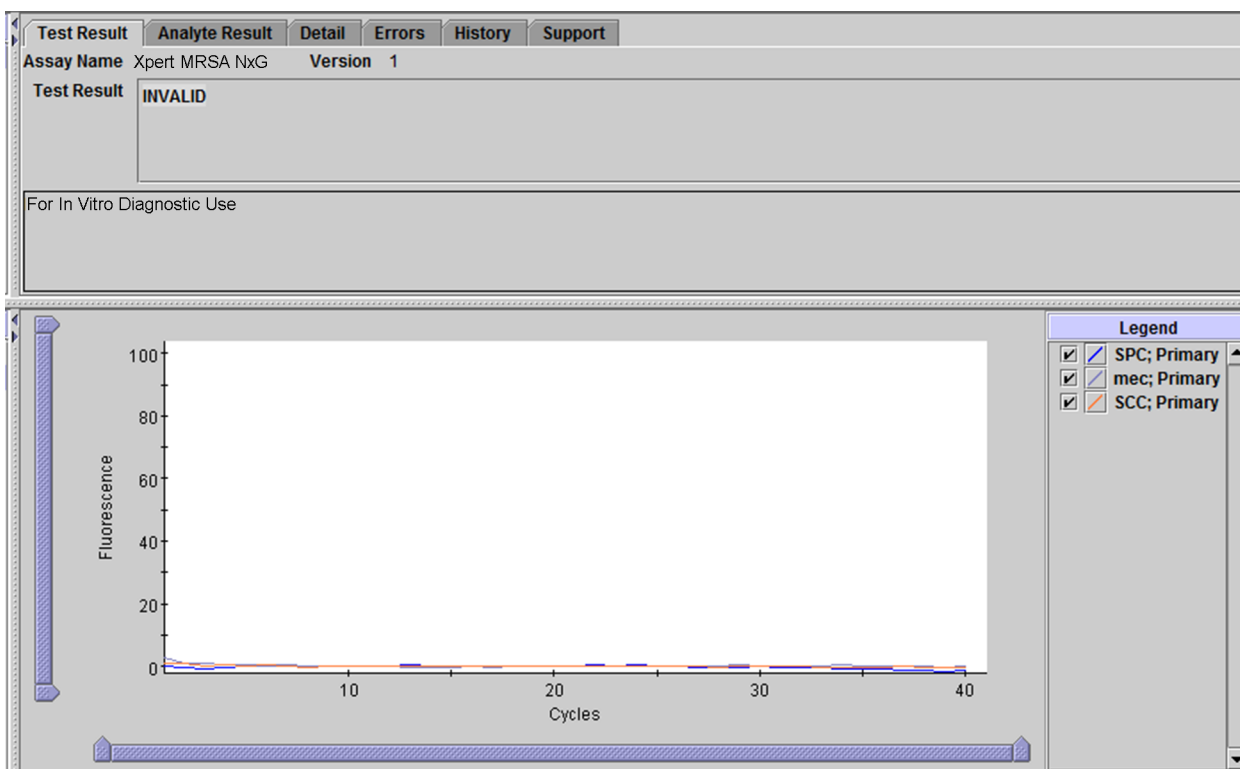 Test Result Analyte Result Detail Errors History Support
Assay Name Xpert MRSA NxG Version 1
Test Result INVALID
For In Vitro Diagnostic Use
Legend
SPC; Primary
mec; Primary
SCC; Primary
100
80
60
40
20
0
Fluorescence
10 20 30 40
Cycles